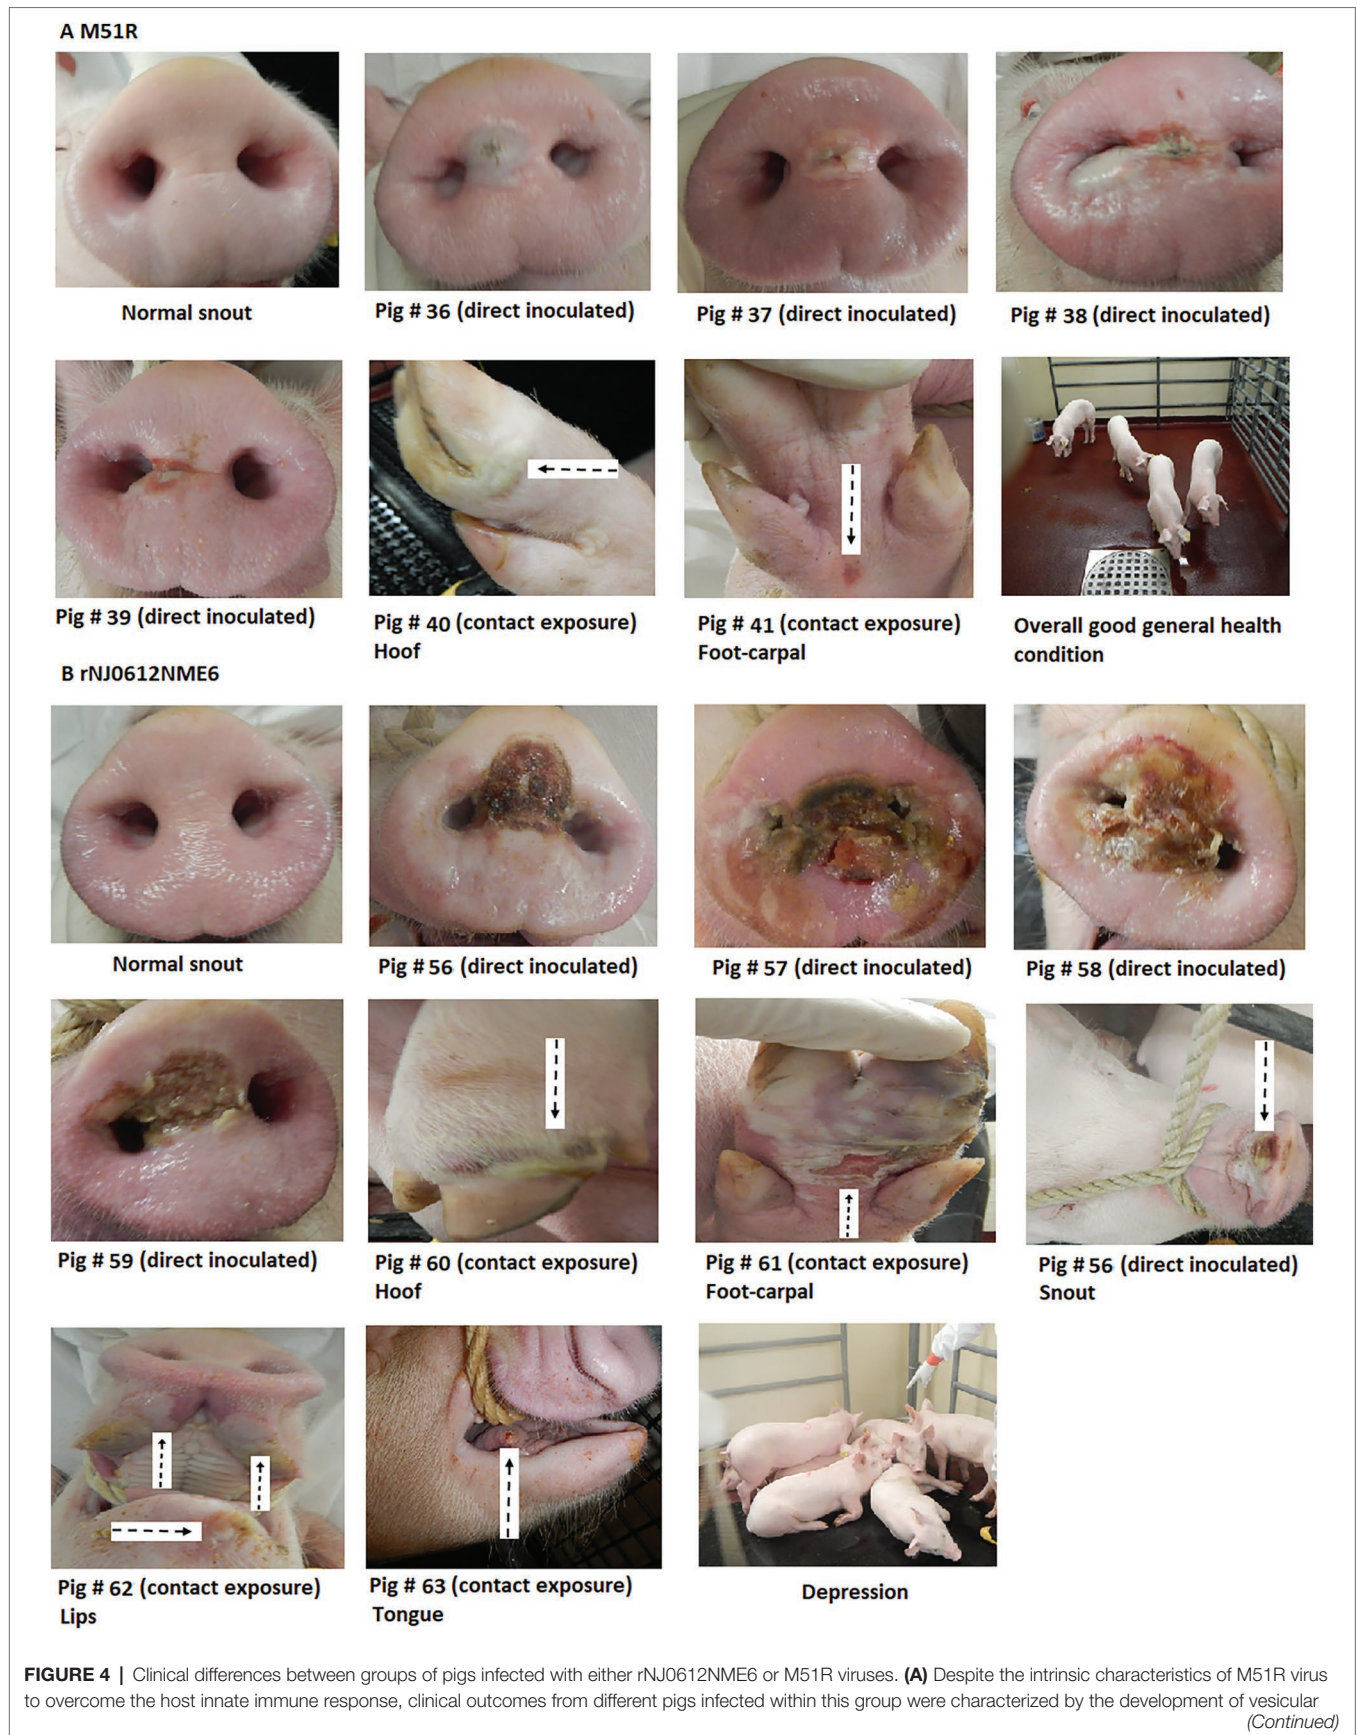 A M51R
Normal snout
Pig # 36 (direct inoculated)
Pig # 37 (direct inoculated)
Pig # 38 (direct inoculated)
Pig # 39 (direct inoculated)
Pig # 40 (contact exposure)
Hoof
Pig # 41 (contact exposure)
Foot-carpal
Overall good general health
condition
B rNJ0612NME6
Normal snout
Pig # 56 (direct inoculated)
Pig # 57 (direct inoculated)
Pig # 58 (direct inoculated)
Pig # 59 (direct inoculated)
Pig # 60 (contact exposure)
Hoof
Pig # 61 (contact exposure)
Foot-carpal
Pig # 56 (direct inoculated)
Snout
Pig # 62 (contact exposure)
Lips
Pig # 63 (contact exposure)
Tongue
Depression
FIGURE 4 | Clinical differences between groups of pigs infected with either rNJ0612NME6 or M51R viruses. (A) Despite the intrinsic characteristics of M51R virus
to overcome the host innate immune response, clinical outcomes from different pigs infected within this group were characterized by the development of vesicular
(Continued)